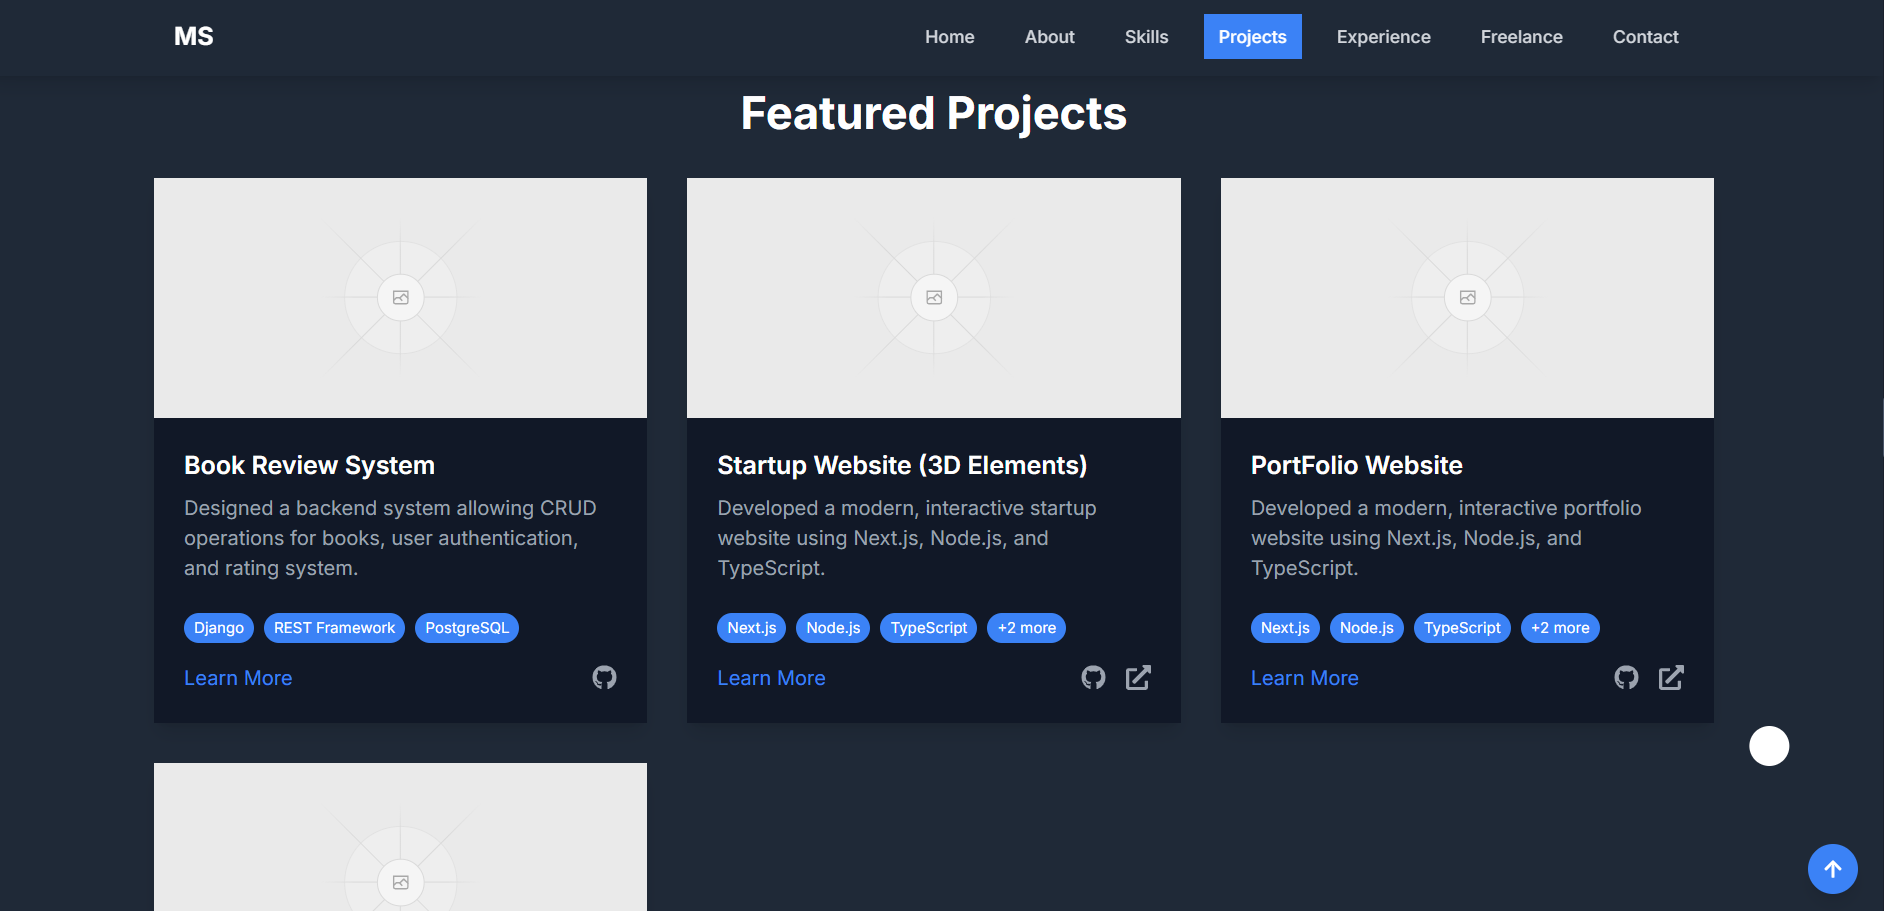 MS
Home
About
Skills
Projects
Experience
Freelance
Contact
Featured Projects
Book Review System
Designed a backend system allowing CRUD
operations for books, user authentication,
and rating system.
Django
REST Framework
PostgreSQL
Learn More
Startup Website (3D Elements)
Developed a modern, interactive startup
website using Next.js, Node.js, and
TypeScript.
Next.js
Node.js
TypeScript
+2 more
Learn More
PortFolio Website
Developed a modern, interactive portfolio
website using Next.js, Node.js, and
TypeScript.
Next.js
Node.js
TypeScript
+2 more
Learn More